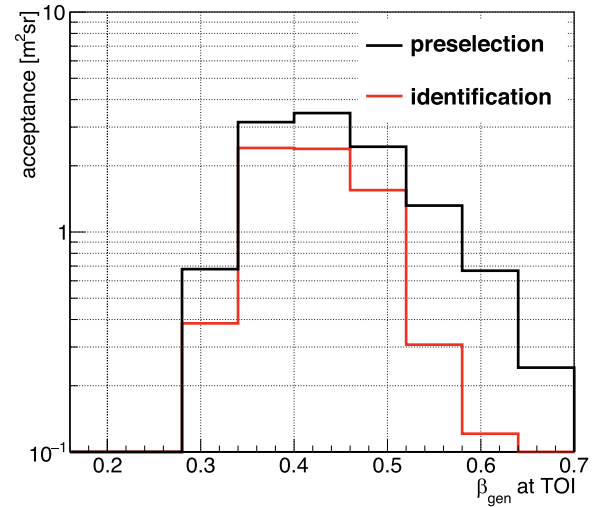 10
1
10⁻¹
acceptance [m²sr]
preselection
identification
0.2 0.3 0.4 0.5 0.6 0.7
βgen at TOI